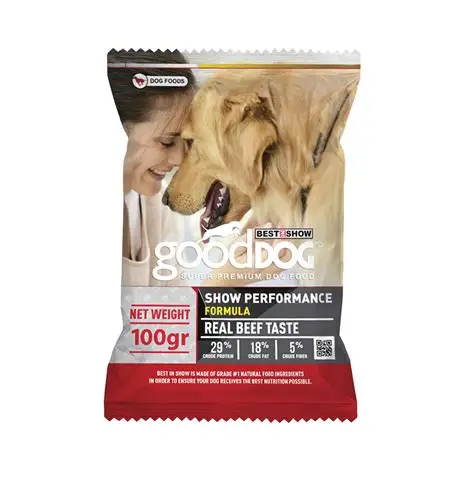 DOG FOODS
BEST IN SHOW
goodDOG
SUPER PREMIUM DOG FOOD
NET WEIGHT
100gr
SHOW PERFORMANCE
FORMULA
REAL BEEF TASTE
29% 18% 5%
CRUDE PROTEIN CRUDE FAT CRUDE FIBER
BEST IN SHOW IS MADE OF GRADE #1 NATURAL FOOD INGREDIENTS
IN ORDER TO ENSURE YOUR DOG RECEIVES THE BEST NUTRITION POSSIBLE.